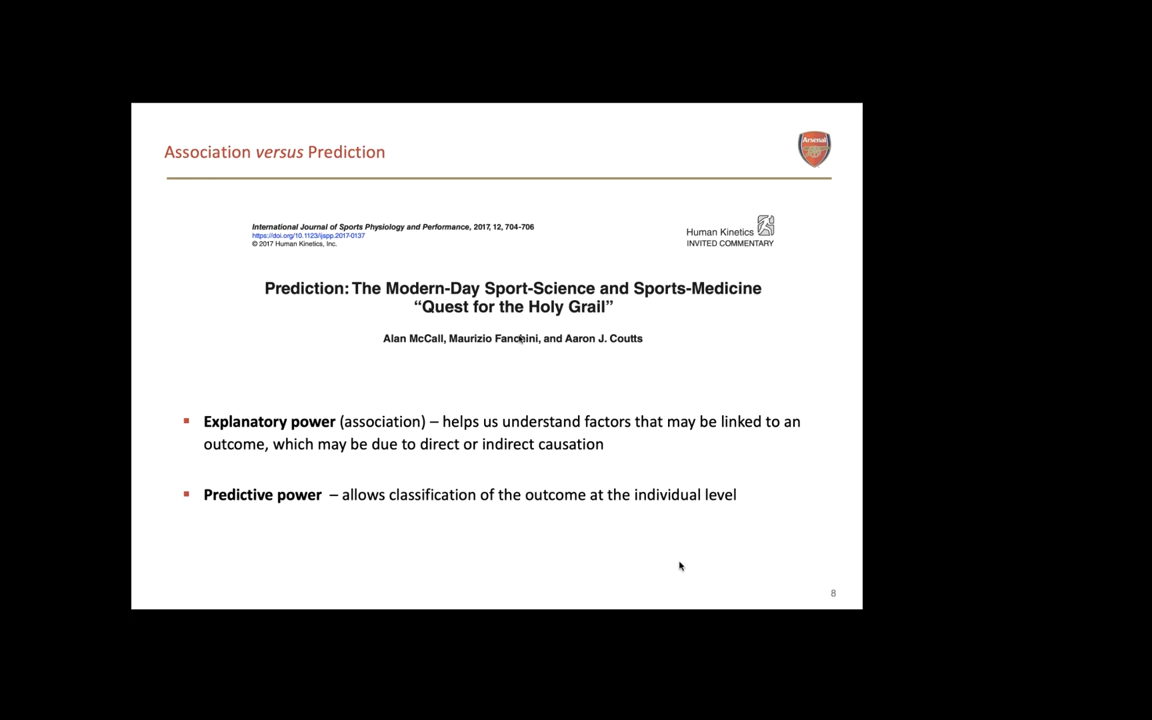 Association versus Prediction
Arsenal
International Journal of Sports Physiology and Performance, 2017, 12, 704-706
https://doi.org/10.1123/ijspp.2017-0137
© 2017 Human Kinetics, Inc.
Human Kinetics
INVITED COMMENTARY
Prediction: The Modern-Day Sport-Science and Sports-Medicine
“Quest for the Holy Grail”
Alan McCall, Maurizio Fanchini, and Aaron J. Coutts
▪ Explanatory power (association) – helps us understand factors that may be linked to an
outcome, which may be due to direct or indirect causation
▪ Predictive power – allows classification of the outcome at the individual level
8